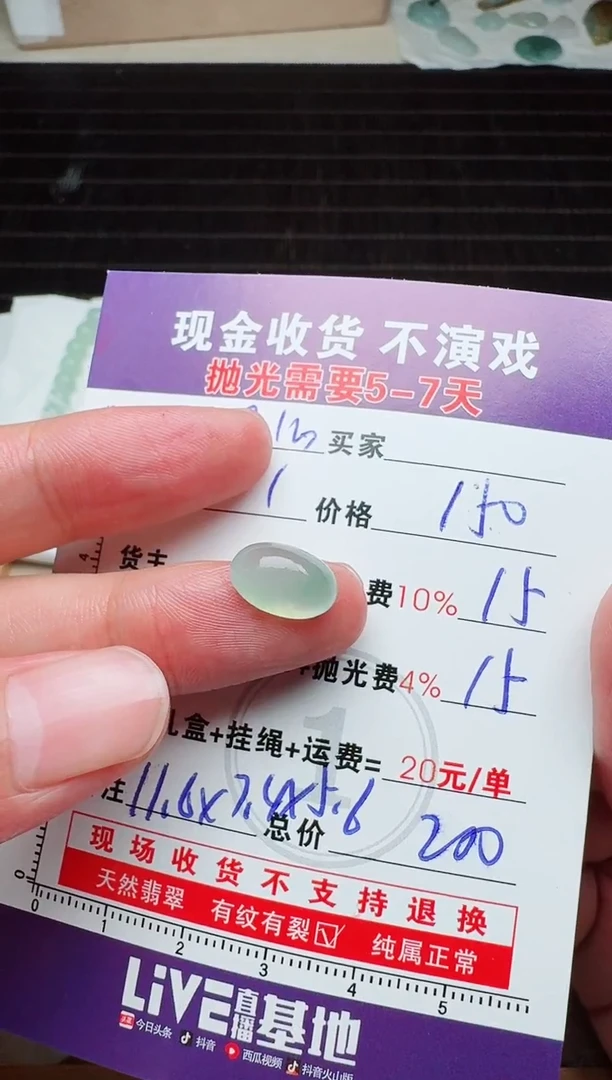 现金收货 不演戏
抛光需要5-7天
买家
1 价格 150
货主
费10% 15
抛光费4% 15
礼盒+挂绳+运费= 20元/单
注 11.6x7.4x5.6 总价 200
现场收货不支持退换
天然翡翠 有纹有裂 纯属正常
4
0
0 1 2 3 4 5
LiVE直播基地
今日头条 抖音 西瓜视频 抖音火山版